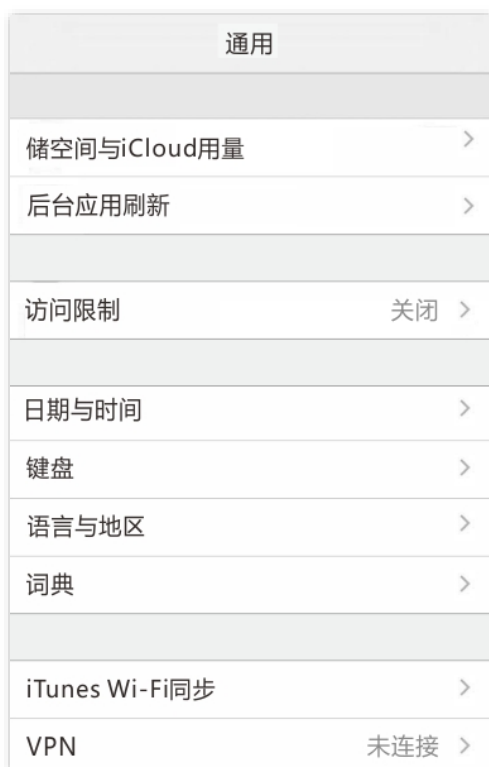 通用
储空间与iCloud用量
后台应用刷新
访问限制 关闭
日期与时间
键盘
语言与地区
词典
iTunes Wi-Fi同步
VPN 未连接